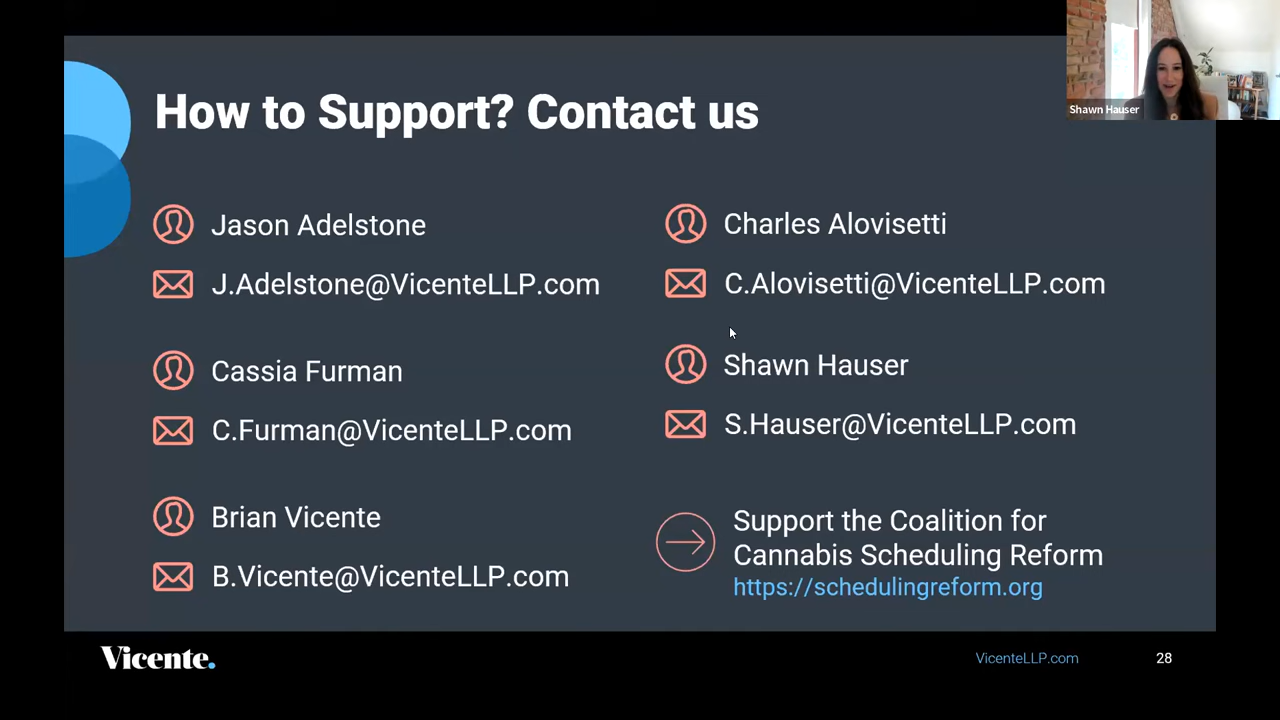 How to Support? Contact us
Shawn Hauser
Jason Adelstone
J.Adelstone@VicenteLLP.com
Cassia Furman
C.Furman@VicenteLLP.com
Brian Vicente
B.Vicente@VicenteLLP.com
Charles Alovisetti
C.Alovisetti@VicenteLLP.com
Shawn Hauser
S.Hauser@VicenteLLP.com
Support the Coalition for
Cannabis Scheduling Reform
https://schedulingreform.org
Vicente.
VicenteLLP.com
28